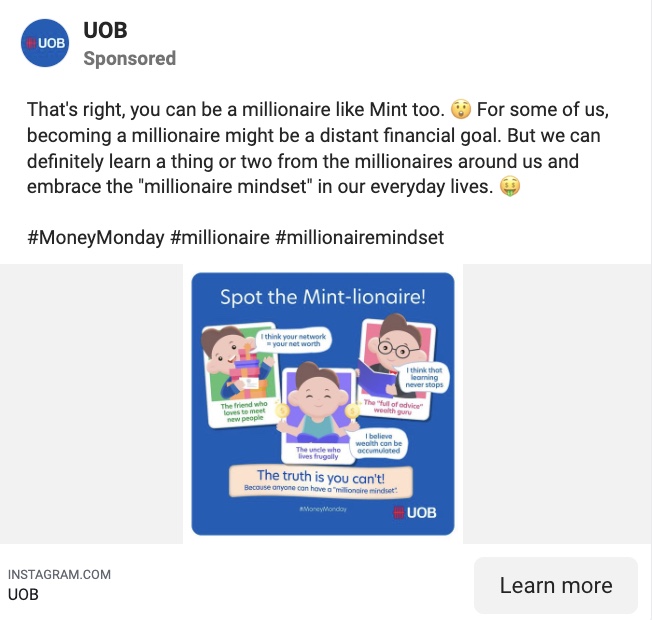 UOB
UOB
Sponsored
That's right, you can be a millionaire like Mint too. 😲 For some of us,
becoming a millionaire might be a distant financial goal. But we can
definitely learn a thing or two from the millionaires around us and
embrace the "millionaire mindset" in our everyday lives. 🤑
#MoneyMonday #millionaire #millionairemindset
Spot the Mint-lionaire!
I think your network
= your net worth
The friend who
loves to meet
new people
I think that
learning
never stops
The "full of advice"
wealth guru
The uncle who
lives frugally
I believe
wealth can be
accumulated
The truth is you can't!
Because anyone can have a "millionaire mindset".
#MoneyMonday
UOB
INSTAGRAM.COM
UOB
Learn more